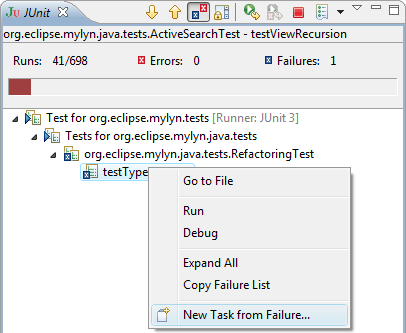 JUnit
org.eclipse.mylyn.java.tests.ActiveSearchTest - testViewRecursion
Runs: 41/698 Errors: 0 Failures: 1
Test for org.eclipse.mylyn.tests [Runner: JUnit 3]
Tests for org.eclipse.mylyn.java.tests
org.eclipse.mylyn.java.tests.RefactoringTest
testType
Go to File
Run
Debug
Expand All
Copy Failure List
New Task from Failure...